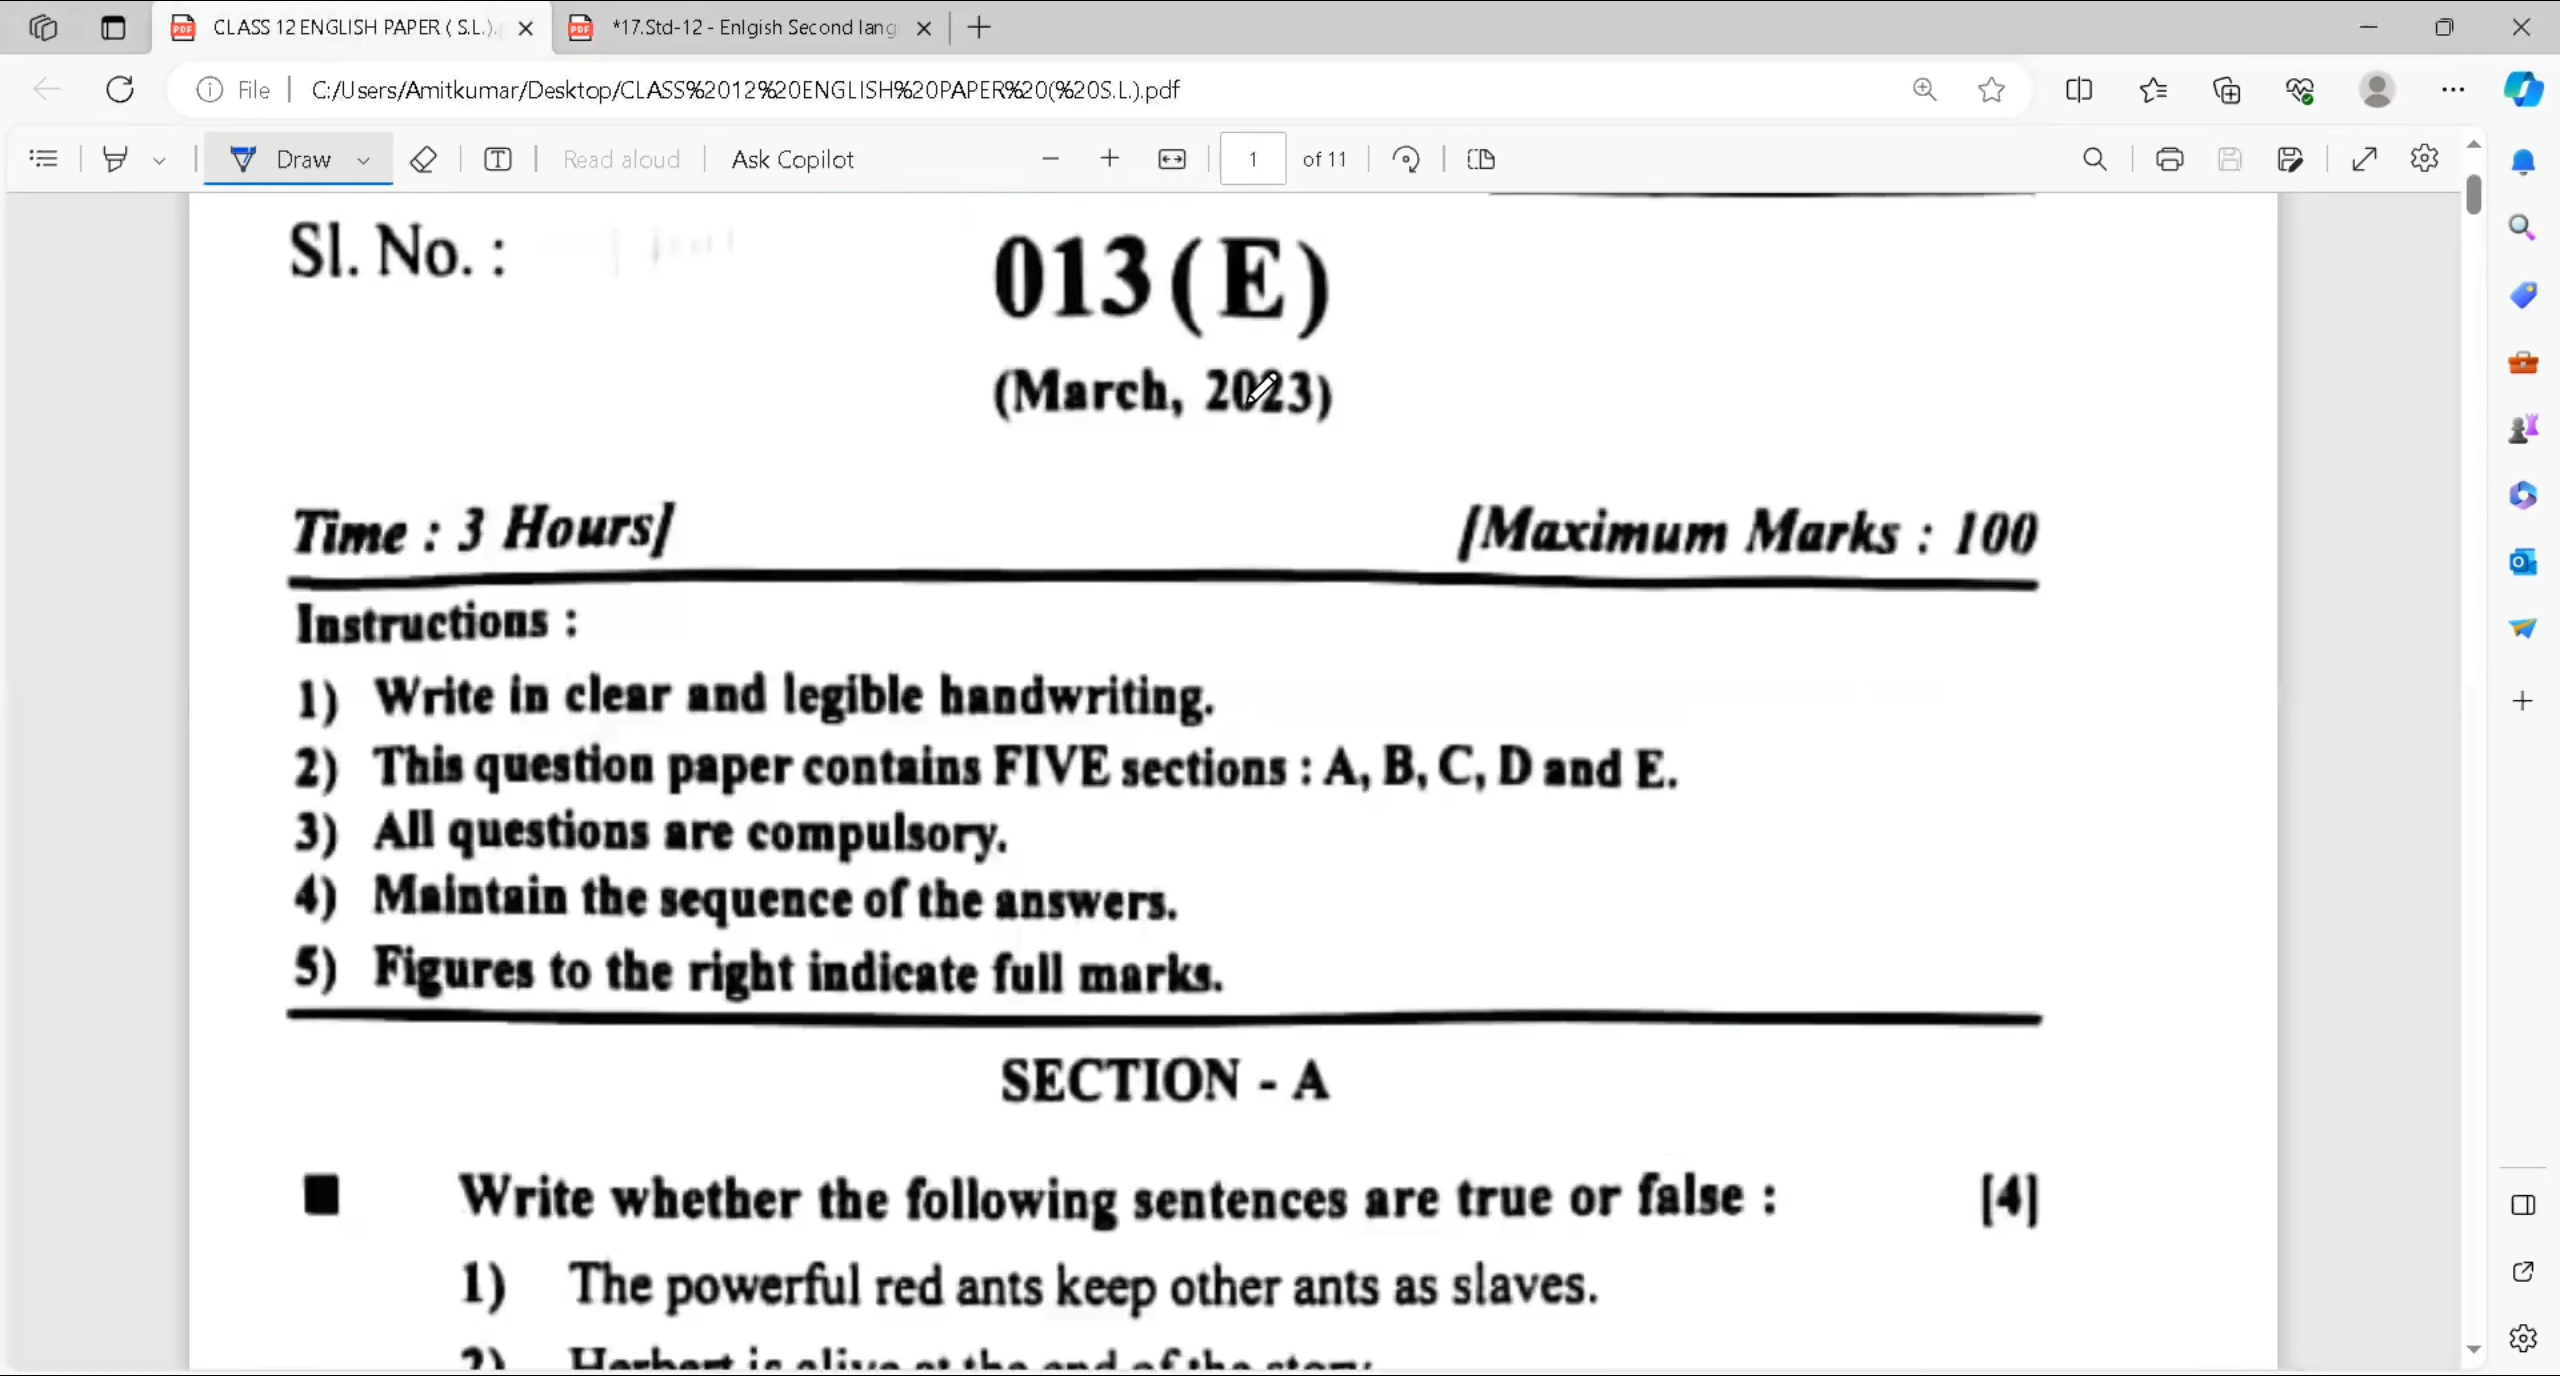 CLASS 12 ENGLISH PAPER ( S.L.).
*17.Std-12 - Enlgish Second lang
File
C:/Users/Amitkumar/Desktop/CLASS%2012%20ENGLISH%20PAPER%20(%20S.L.).pdf
Draw
Read aloud
Ask Copilot
1 of 11
Sl. No. :
013 (E)
(March, 2023)
Time : 3 Hours]
[Maximum Marks : 100
Instructions :
1) Write in clear and legible handwriting.
2) This question paper contains FIVE sections : A, B, C, D and E.
3) All questions are compulsory.
4) Maintain the sequence of the answers.
5) Figures to the right indicate full marks.
SECTION - A
Write whether the following sentences are true or false : [4]
1) The powerful red ants keep other ants as slaves.
2) Herbert is alive at the end of the story.